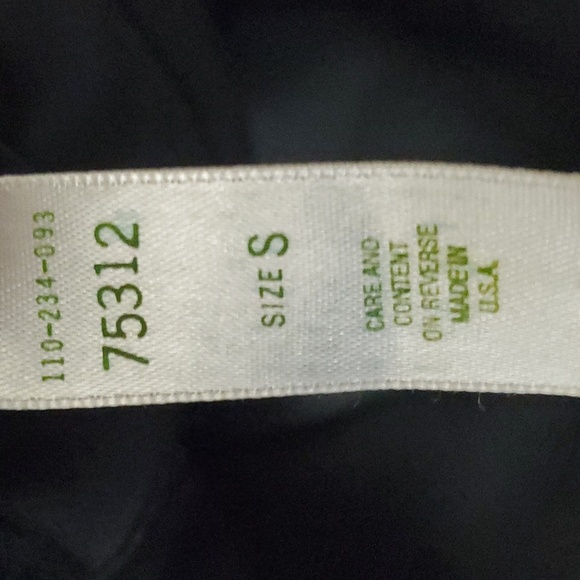 110-234-093
75312
SIZE S
CARE AND
CONTENT
ON REVERSE
MADE IN
U.S.A.